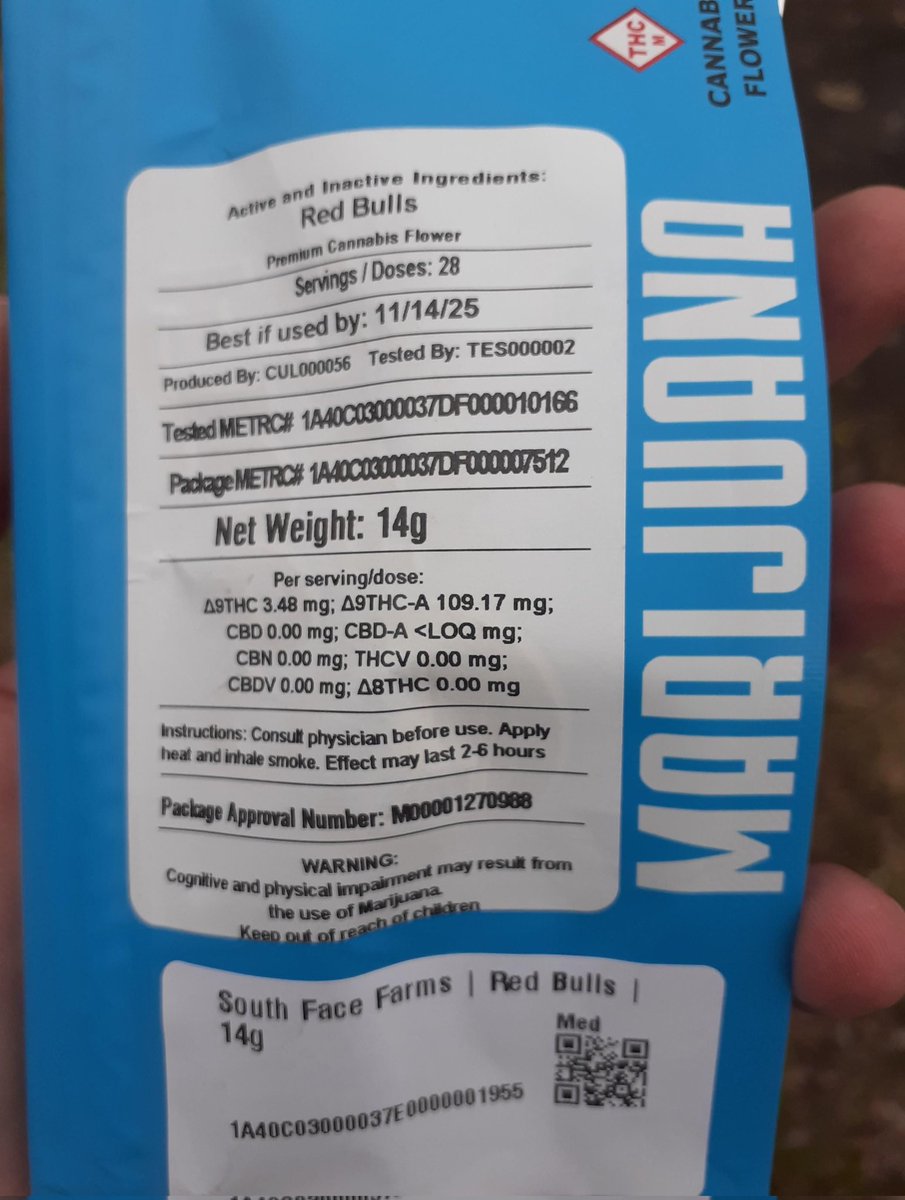 THC
M
CANNAB
FLOWER
MARIJUANA
Active and Inactive Ingredients:
Red Bulls
Premium Cannabis Flower
Servings / Doses: 28
Best if used by: 11/14/25
Produced By: CUL000056 Tested By: TES000002
Tested METRC# 1A40C03000037DF000010166
Package METRC# 1A40C03000037DF000007512
Net Weight: 14g
Per serving/dose:
Δ9THC 3.48 mg; Δ9THC-A 109.17 mg;
CBD 0.00 mg; CBD-A <LOQ mg;
CBN 0.00 mg; THCV 0.00 mg;
CBDV 0.00 mg; Δ8THC 0.00 mg
Instructions: Consult physician before use. Apply
heat and inhale smoke. Effect may last 2-6 hours
Package Approval Number: M00001270988
WARNING:
Cognitive and physical impairment may result from
the use of Marijuana.
Keep out of reach of children
South Face Farms | Red Bulls |
14g
Med
1A40C03000037E0000001955